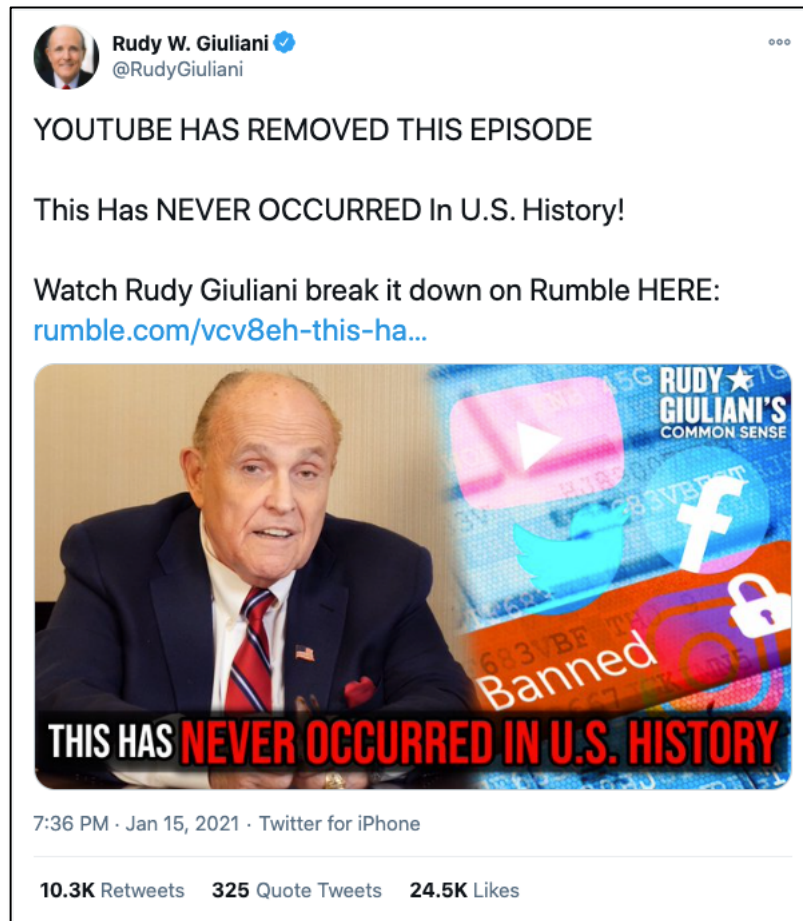 Rudy W. Giuliani
@RudyGiuliani
YOUTUBE HAS REMOVED THIS EPISODE
This Has NEVER OCCURRED In U.S. History!
Watch Rudy Giuliani break it down on Rumble HERE:
rumble.com/vcv8eh-this-ha...
RUDY
GIULIANI'S
COMMON SENSE
Banned
THIS HAS NEVER OCCURRED IN U.S. HISTORY
7:36 PM · Jan 15, 2021 · Twitter for iPhone
10.3K Retweets 325 Quote Tweets 24.5K Likes